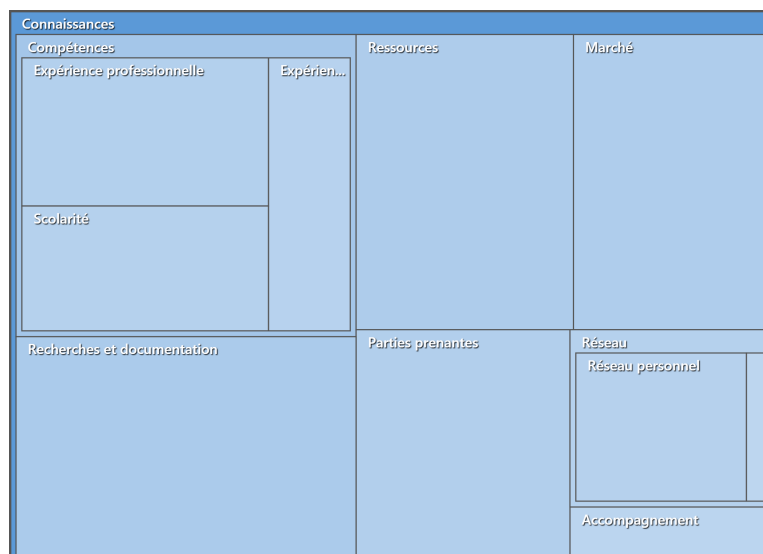 Connaissances
Compétences
Expérience professionnelle
Expérien...
Scolarité
Recherches et documentation
Ressources
Marché
Parties prenantes
Réseau
Réseau personnel
Accompagnement